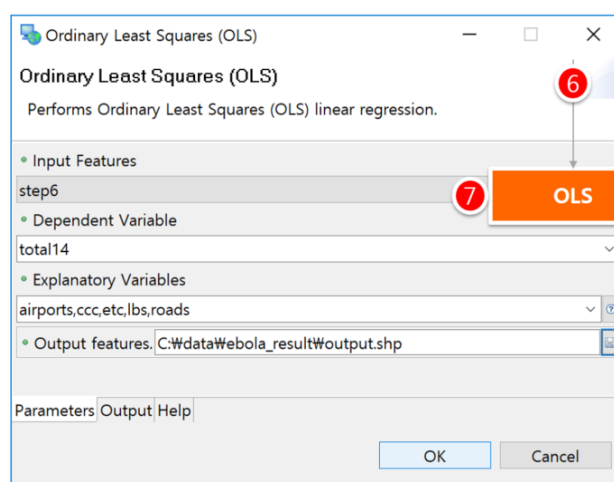 Ordinary Least Squares (OLS)
Ordinary Least Squares (OLS)
6
Performs Ordinary Least Squares (OLS) linear regression.
Input Features
step6
7
OLS
Dependent Variable
total14
Explanatory Variables
airports,ccc,etc,lbs,roads
Output features. C:₩data₩ebola_result₩output.shp
Parameters Output Help
OK Cancel